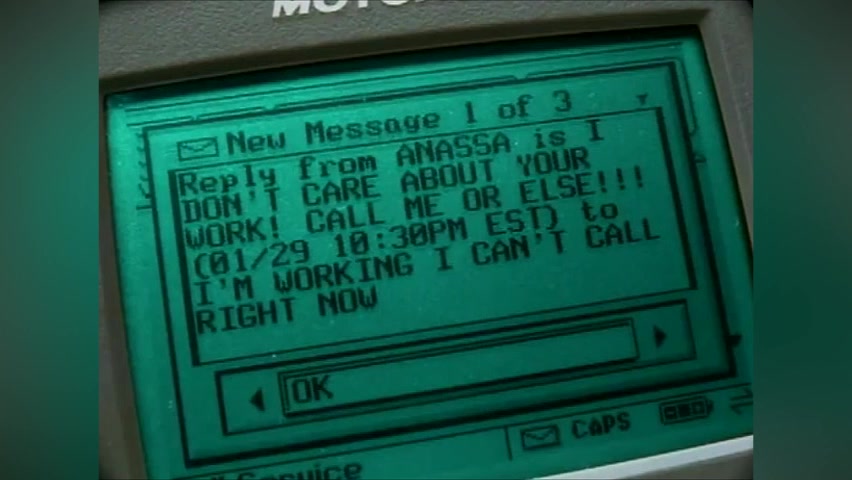 New Message 1 of 3
Reply from ANASSA is I
DON'T CARE ABOUT YOUR
WORK! CALL ME OR ELSE!!!
(01/29 10:30PM EST) to
I'M WORKING I CAN'T CALL
RIGHT NOW
OK
CAPS
Service